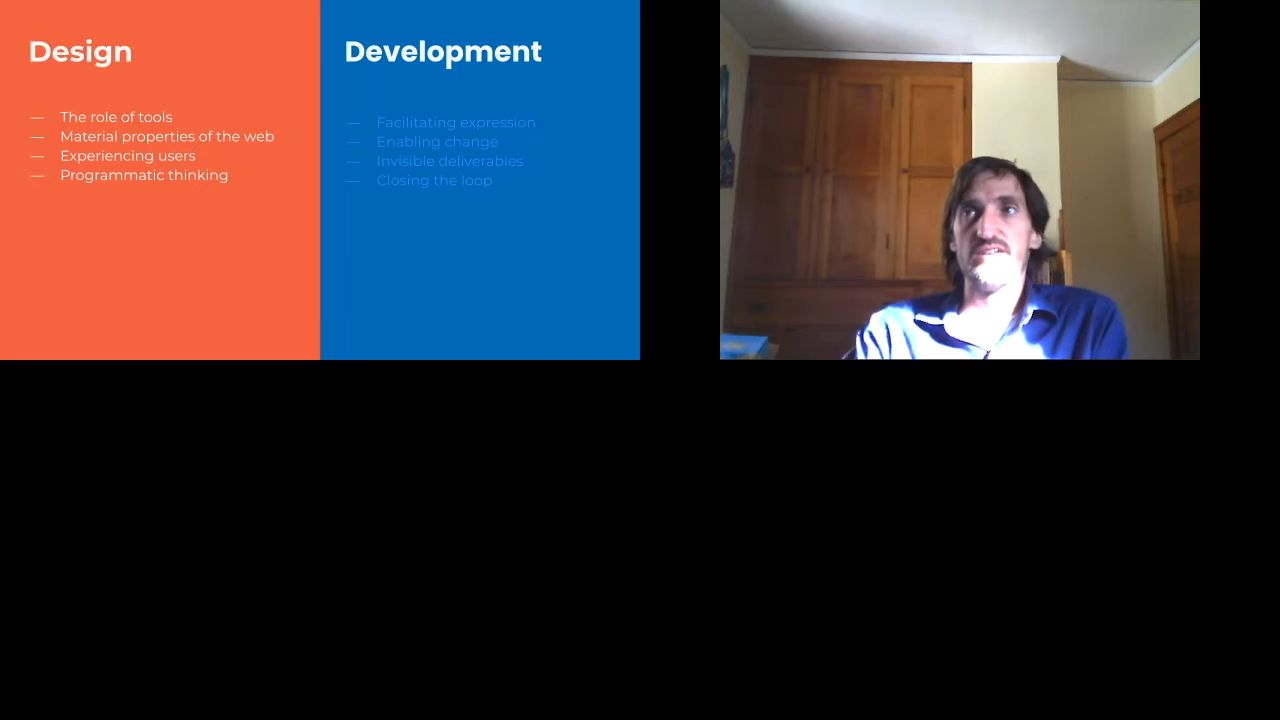 Design
— The role of tools
— Material properties of the web
— Experiencing users
— Programmatic thinking
Development
— Facilitating expression
— Enabling change
— Invisible deliverables
— Closing the loop